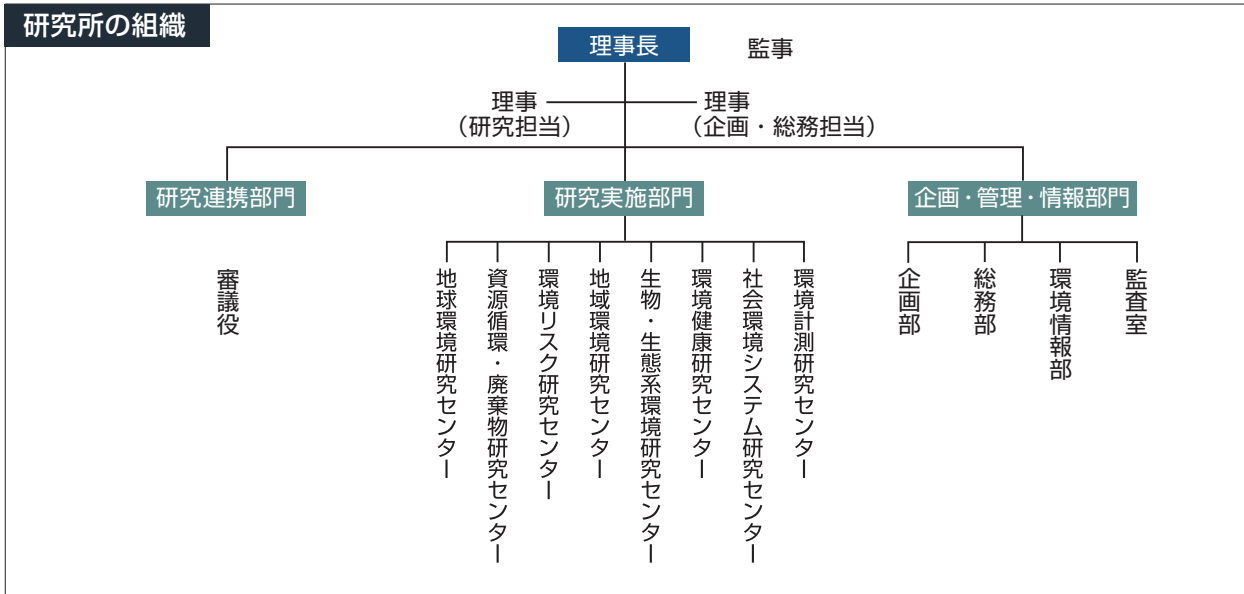 研究所の組織
理事長
監事
理事
（研究担当）
理事
（企画・総務担当）
研究連携部門
研究実施部門
企画・管理・情報部門
審議役
地球環境研究センター
資源循環・廃棄物研究センター
環境リスク研究センター
地域環境研究センター
生物・生態系環境研究センター
環境健康研究センター
社会環境システム研究センター
環境計測研究センター
企画部
総務部
環境情報部
監査室